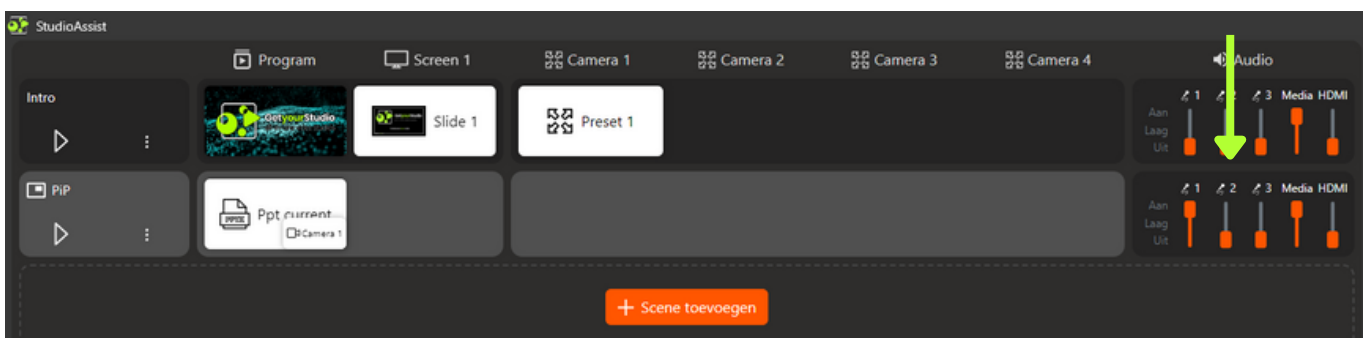 StudioAssist
Program Screen 1 Camera 1 Camera 2 Camera 3 Camera 4 Audio
Intro
GetyourStudio
Slide 1
Preset 1
1 2 3 Media HDMI
Aan
Laag
Uit
PiP
PPTX
Ppt current...
Camera 1
1 2 3 Media HDMI
Aan
Laag
Uit
+ Scene toevoegen